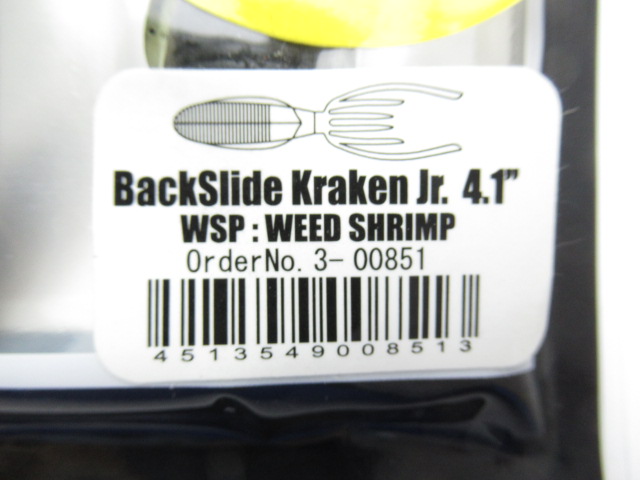 BackSlide Kraken Jr. 4.1”
WSP : WEED SHRIMP
OrderNo. 3- 00851
4513549008513